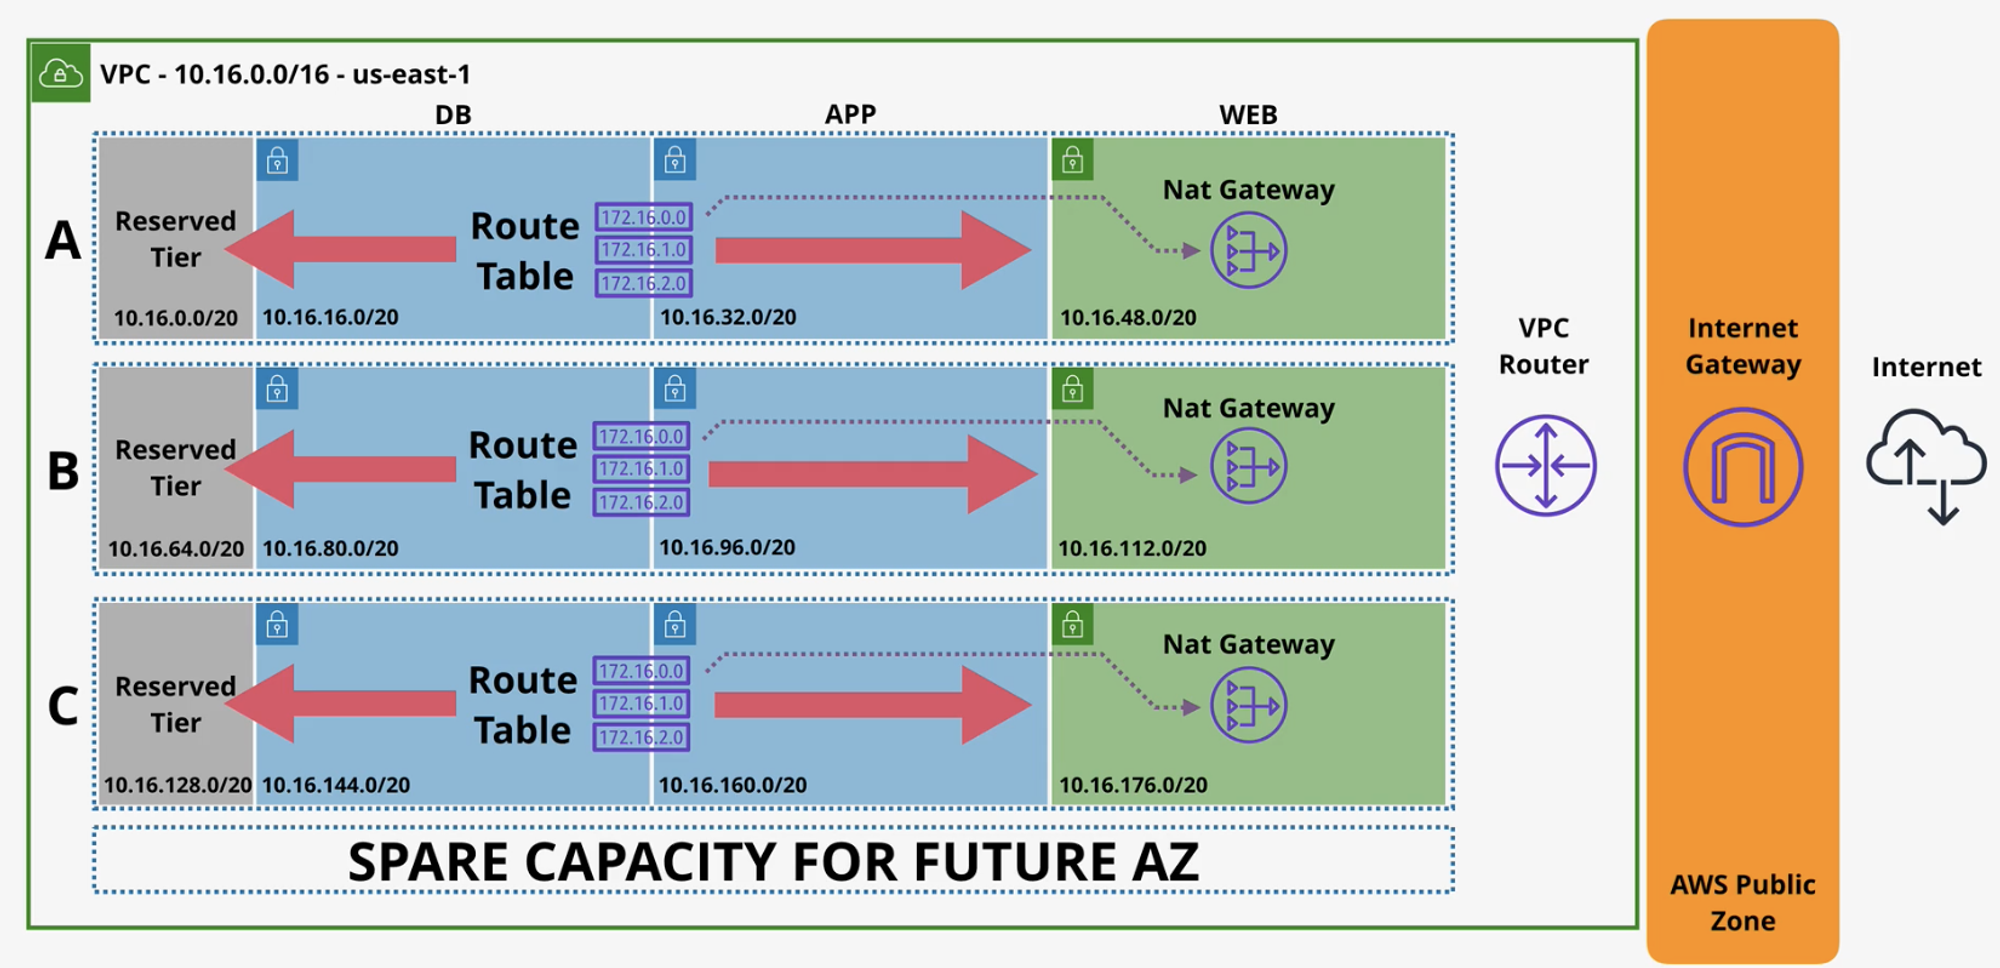 VPC - 10.16.0.0/16 - us-east-1
DB
APP
WEB
A
Reserved
Tier
10.16.0.0/20
Route
Table
172.16.0.0
172.16.1.0
172.16.2.0
10.16.16.0/20
10.16.32.0/20
Nat Gateway
10.16.48.0/20
B
Reserved
Tier
10.16.64.0/20
Route
Table
172.16.0.0
172.16.1.0
172.16.2.0
10.16.80.0/20
10.16.96.0/20
Nat Gateway
10.16.112.0/20
C
Reserved
Tier
10.16.128.0/20
Route
Table
172.16.0.0
172.16.1.0
172.16.2.0
10.16.144.0/20
10.16.160.0/20
Nat Gateway
10.16.176.0/20
SPARE CAPACITY FOR FUTURE AZ
VPC
Router
Internet
Gateway
AWS Public
Zone
Internet